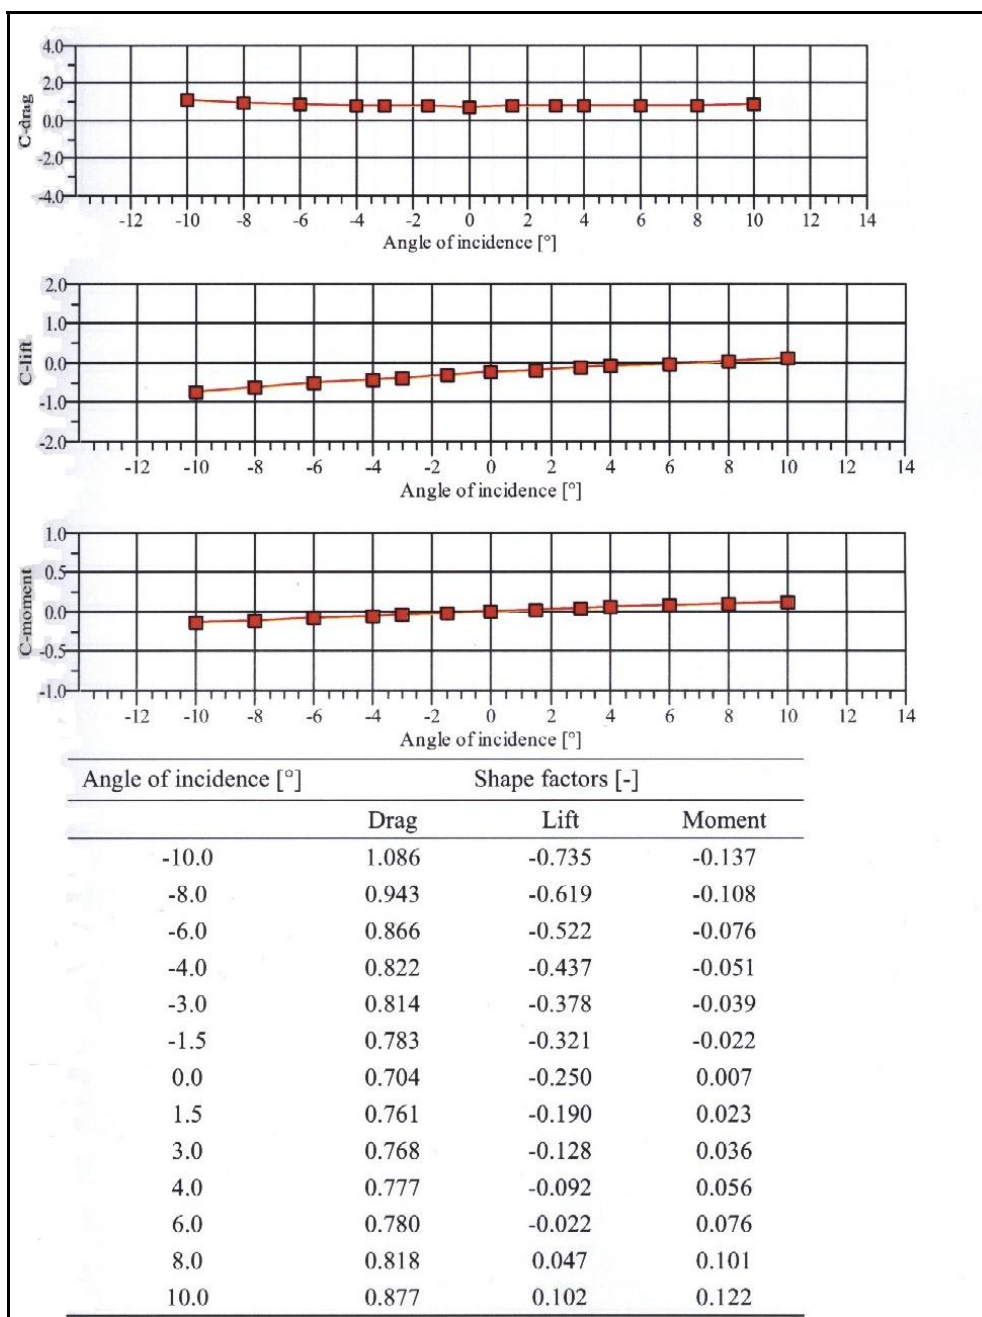 4.0
2.0
0.0
-2.0
-4.0
C-drag
-12 -10 -8 -6 -4 -2 0 2 4 6 8 10 12 14
Angle of incidence [°]
2.0
1.0
0.0
-1.0
-2.0
C-lift
-12 -10 -8 -6 -4 -2 0 2 4 6 8 10 12 14
Angle of incidence [°]
1.0
0.5
0.0
-0.5
-1.0
C-moment
-12 -10 -8 -6 -4 -2 0 2 4 6 8 10 12 14
Angle of incidence [°]
Angle of incidence [°] Shape factors [-]
Drag Lift Moment
-10.0 1.086 -0.735 -0.137
-8.0 0.943 -0.619 -0.108
-6.0 0.866 -0.522 -0.076
-4.0 0.822 -0.437 -0.051
-3.0 0.814 -0.378 -0.039
-1.5 0.783 -0.321 -0.022
0.0 0.704 -0.250 0.007
1.5 0.761 -0.190 0.023
3.0 0.768 -0.128 0.036
4.0 0.777 -0.092 0.056
6.0 0.780 -0.022 0.076
8.0 0.818 0.047 0.101
10.0 0.877 0.102 0.122